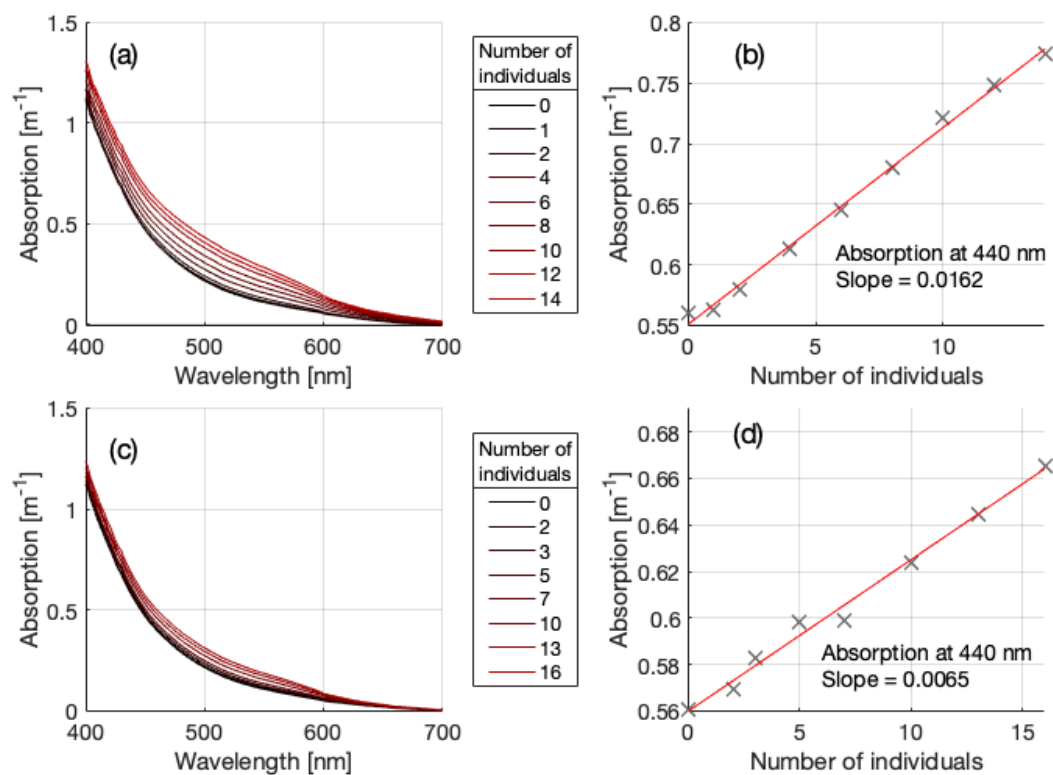 (a)
1.5
1
0.5
0
400
500
600
700
Absorption [m⁻¹]
Wavelength [nm]
Number of
individuals
0
1
2
4
6
8
10
12
14
(b)
0.8
0.75
0.7
0.65
0.6
0.55
0
5
10
Absorption [m⁻¹]
Number of individuals
Absorption at 440 nm
Slope = 0.0162
(c)
1.5
1
0.5
0
400
500
600
700
Absorption [m⁻¹]
Wavelength [nm]
Number of
individuals
0
2
3
5
7
10
13
16
(d)
0.68
0.66
0.64
0.62
0.6
0.58
0.56
0
5
10
15
Absorption [m⁻¹]
Number of individuals
Absorption at 440 nm
Slope = 0.0065